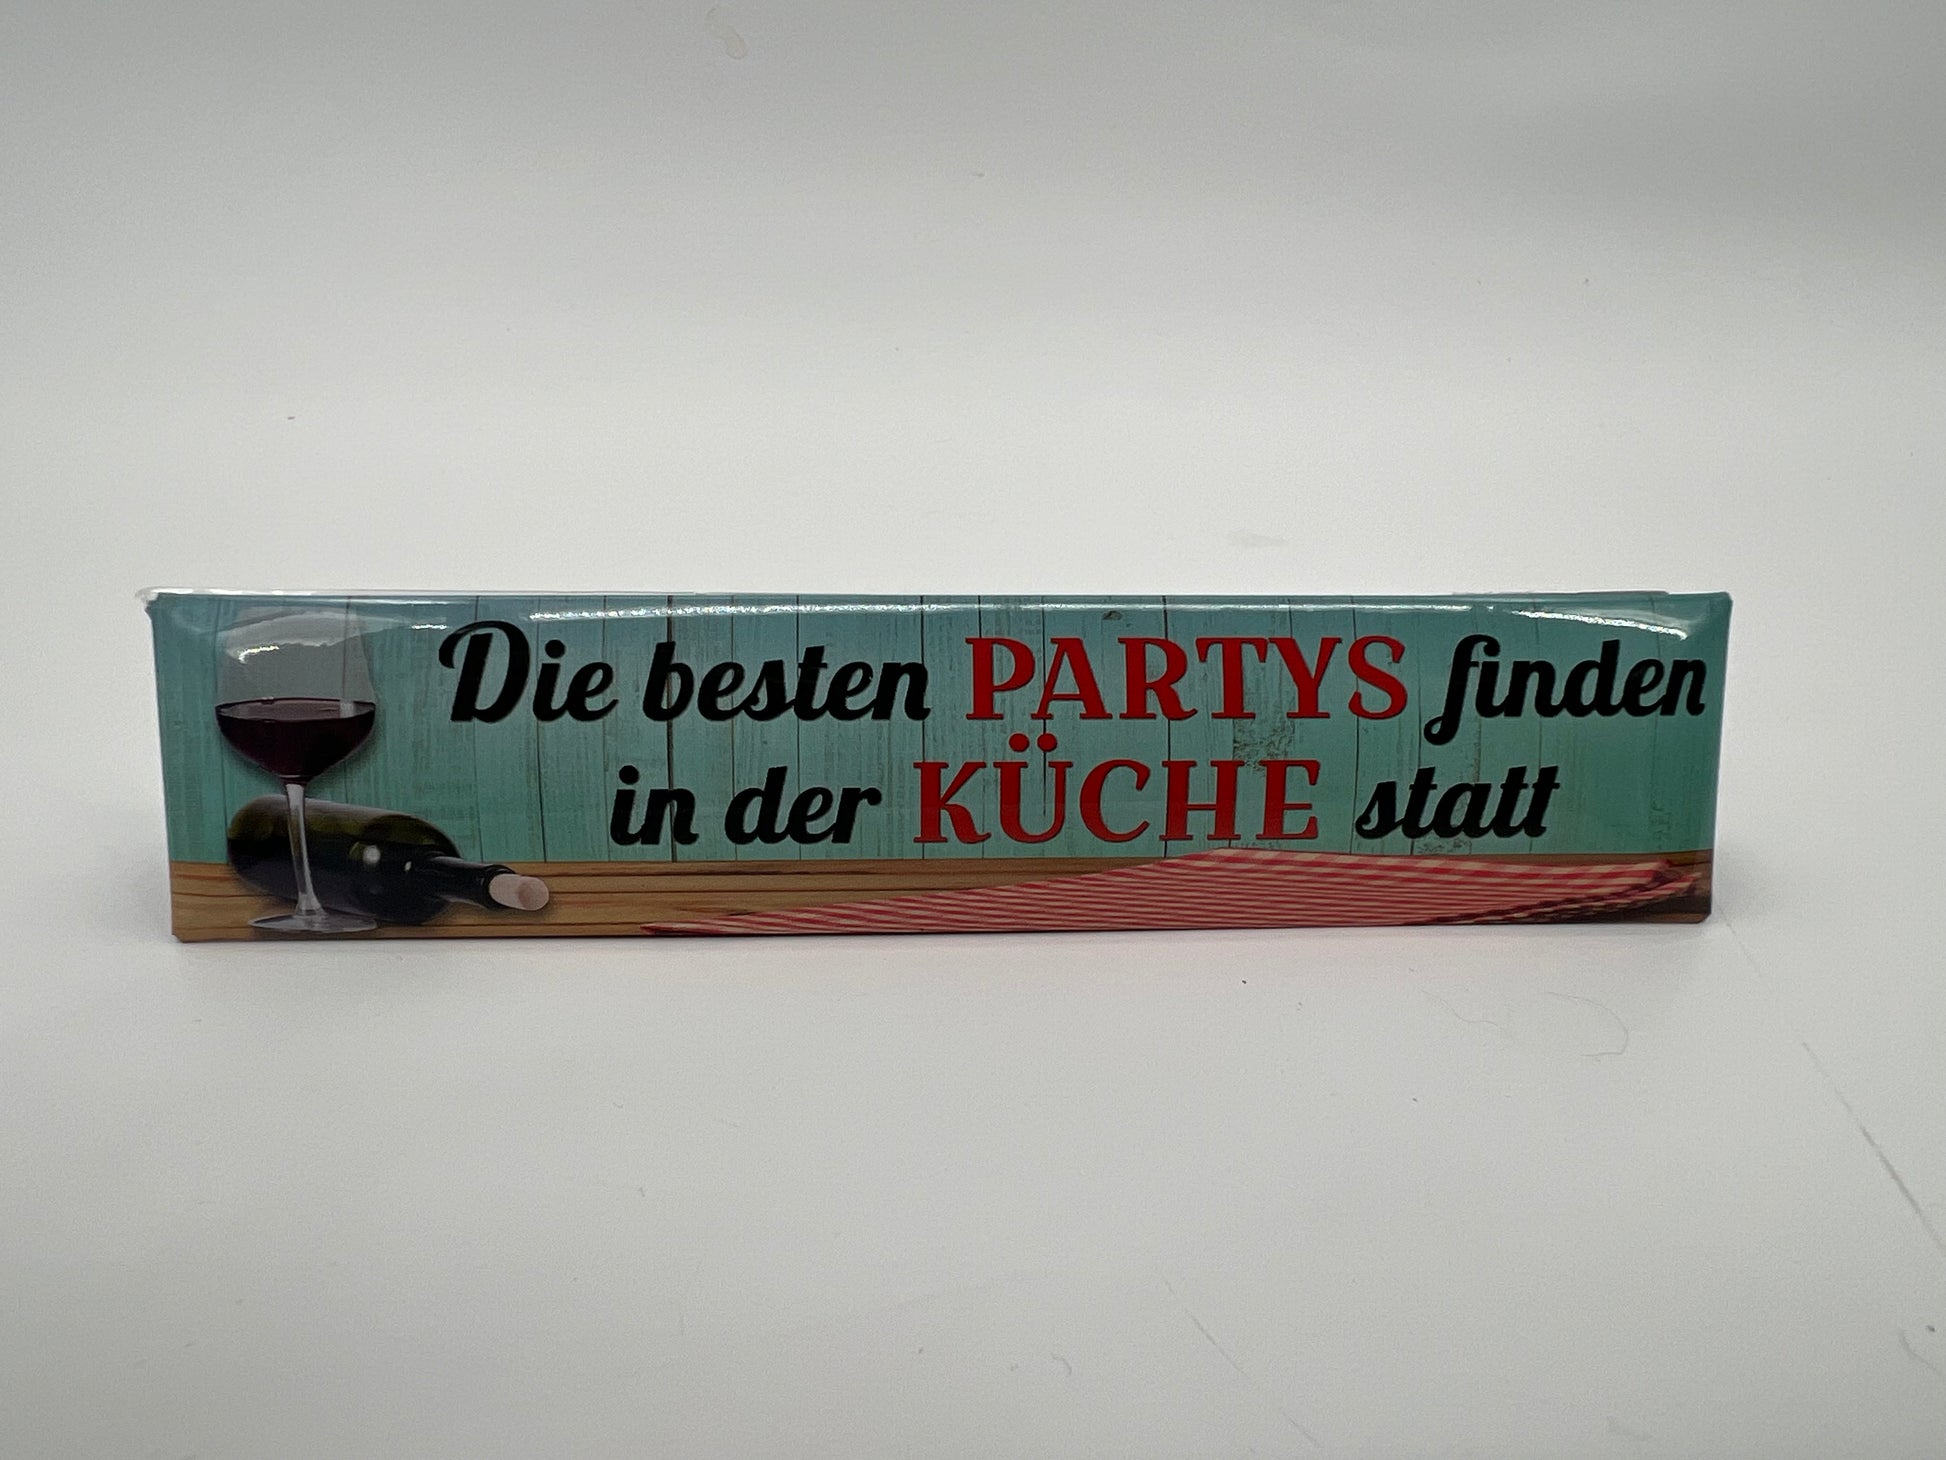 Die besten PARTYS finden
in der KÜCHE statt